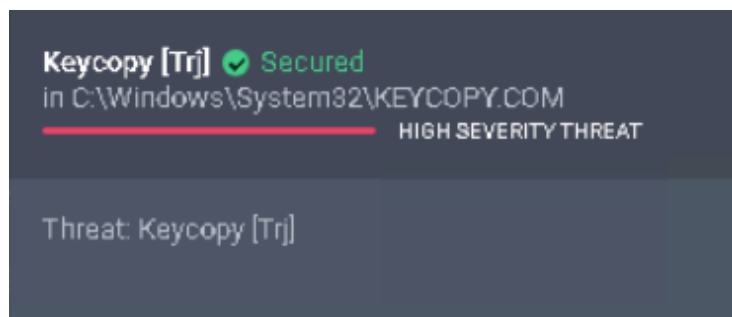 Keycopy [Trj] Secured
in C:\Windows\System32\KEYCOPY.COM
HIGH SEVERITY THREAT
Threat: Keycopy [Trj]